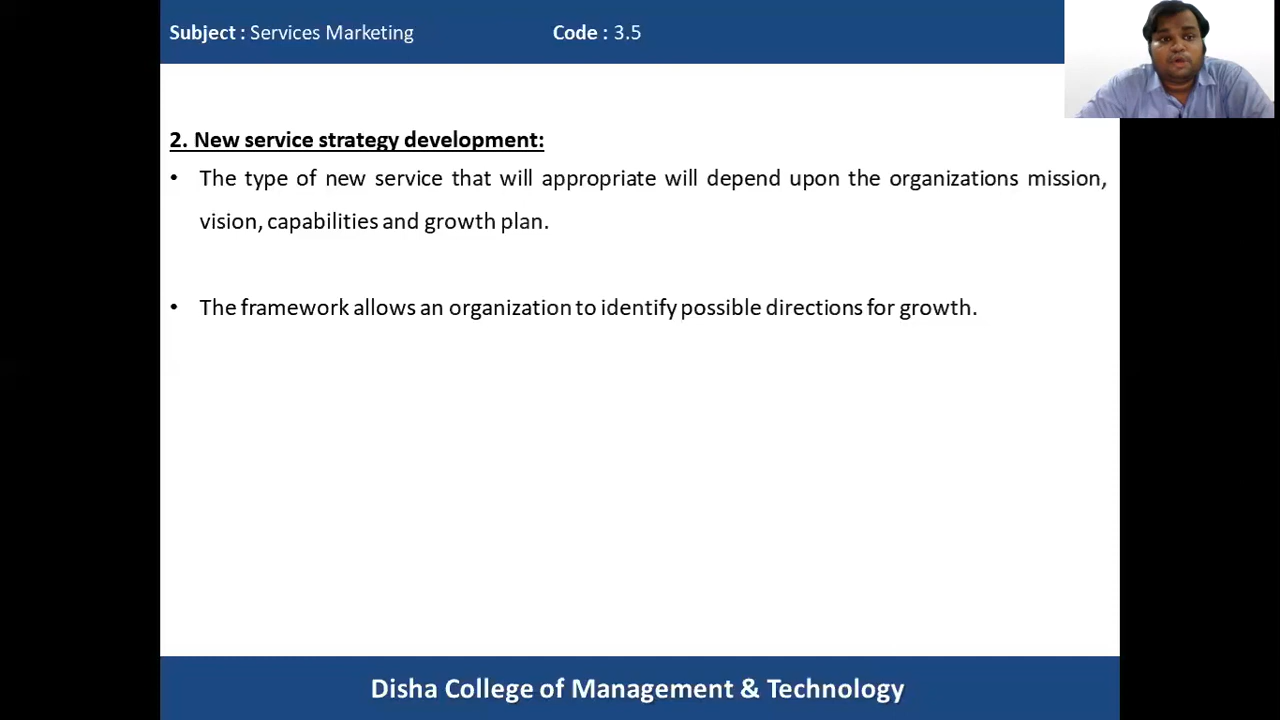 Subject : Services Marketing Code : 3.5
2. New service strategy development:
• The type of new service that will appropriate will depend upon the organizations mission,
vision, capabilities and growth plan.
• The framework allows an organization to identify possible directions for growth.
Disha College of Management & Technology